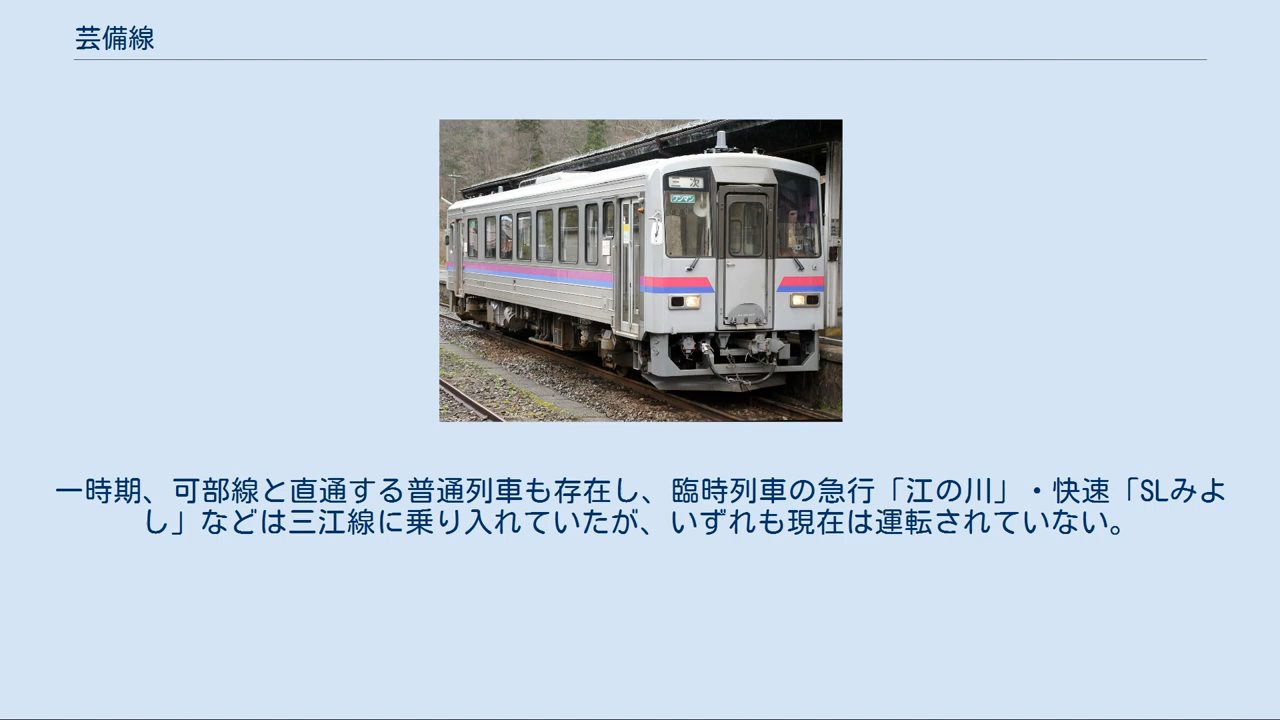 芸備線
三次
ワンマン
一時期、可部線と直通する普通列車も存在し、臨時列車の急行「江の川」・快速「SLみよ
し」などは三江線に乗り入れていたが、いずれも現在は運転されていない。